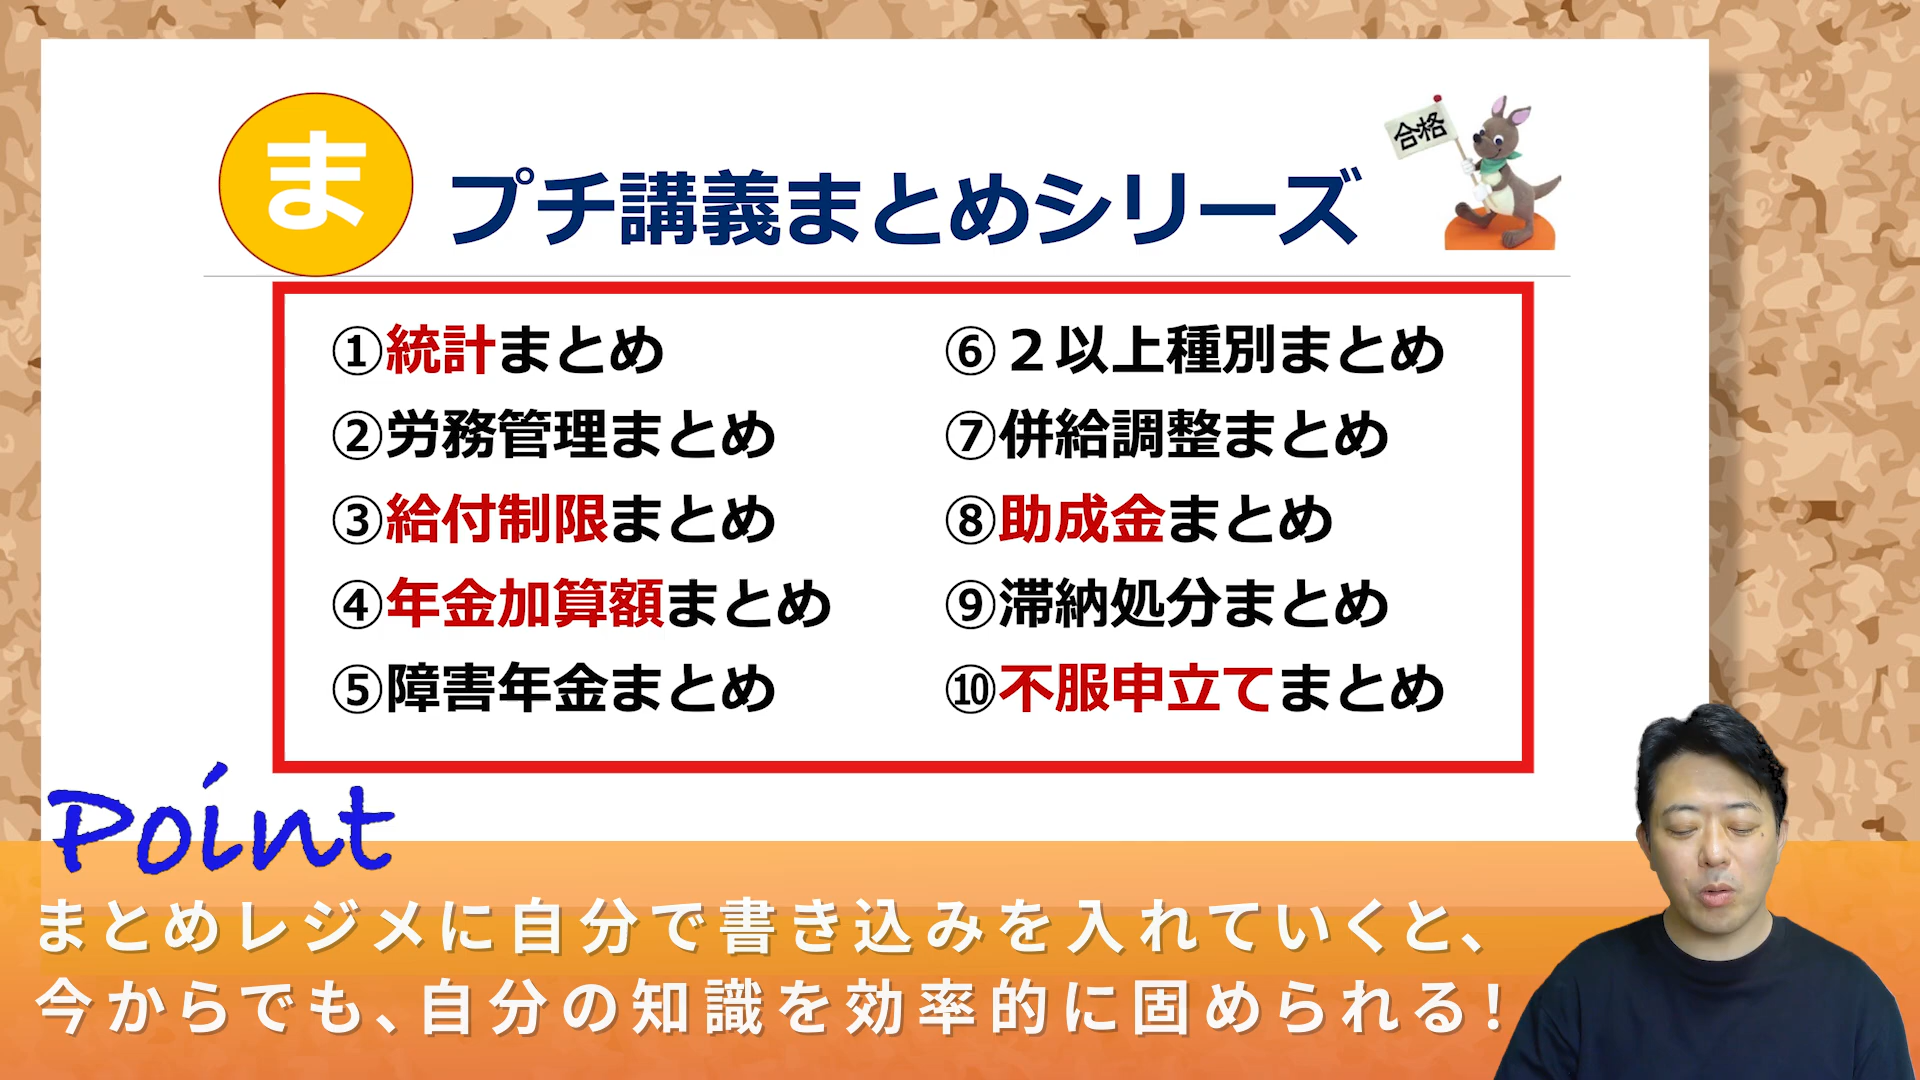 ま
プチ講義まとめシリーズ
合格
①統計まとめ
②労務管理まとめ
③給付制限まとめ
④年金加算額まとめ
⑤障害年金まとめ
⑥２以上種別まとめ
⑦併給調整まとめ
⑧助成金まとめ
⑨滞納処分まとめ
⑩不服申立てまとめ
Point
まとめレジメに自分で書き込みを入れていくと、
今からでも、自分の知識を効率的に固められる！